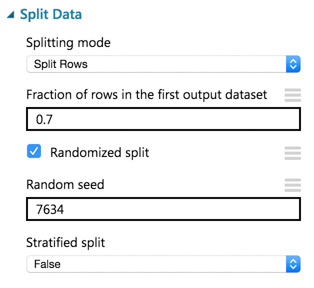 Split Data
Splitting mode
Split Rows
Fraction of rows in the first output dataset
0.7
Randomized split
Random seed
7634
Stratified split
False